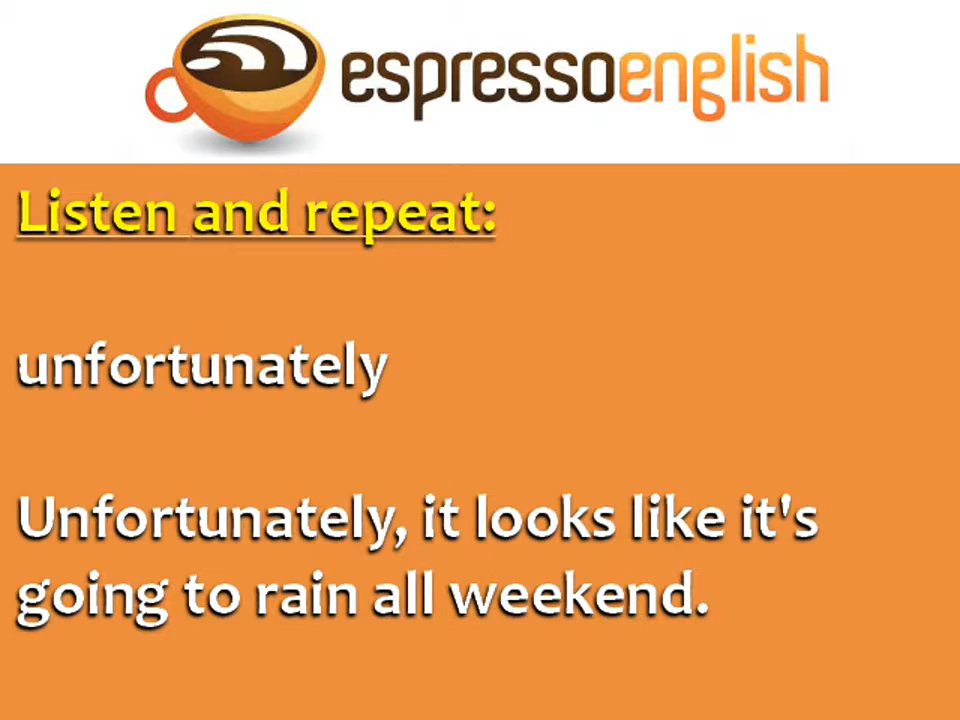 espressoenglish
Listen and repeat:
unfortunately
Unfortunately, it looks like it's
going to rain all weekend.